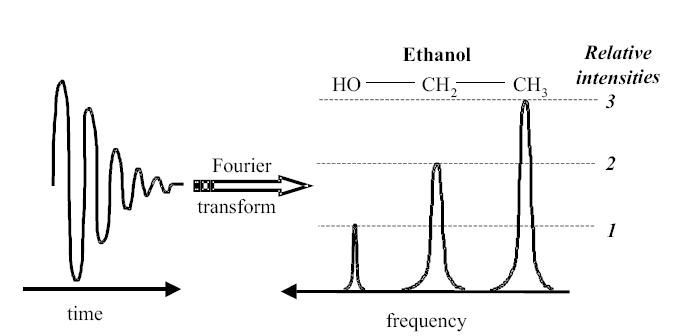 Ethanol
Relative
intensities
HO CH2 CH3
3
2
1
Fourier
transform
time
frequency